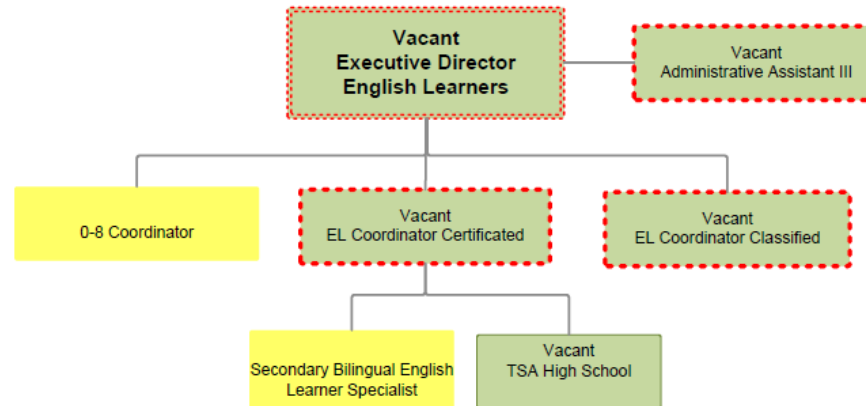 Vacant
Executive Director
English Learners
Vacant
Administrative Assistant III
0-8 Coordinator
Vacant
EL Coordinator Certificated
Vacant
EL Coordinator Classified
Secondary Bilingual English
Learner Specialist
Vacant
TSA High School